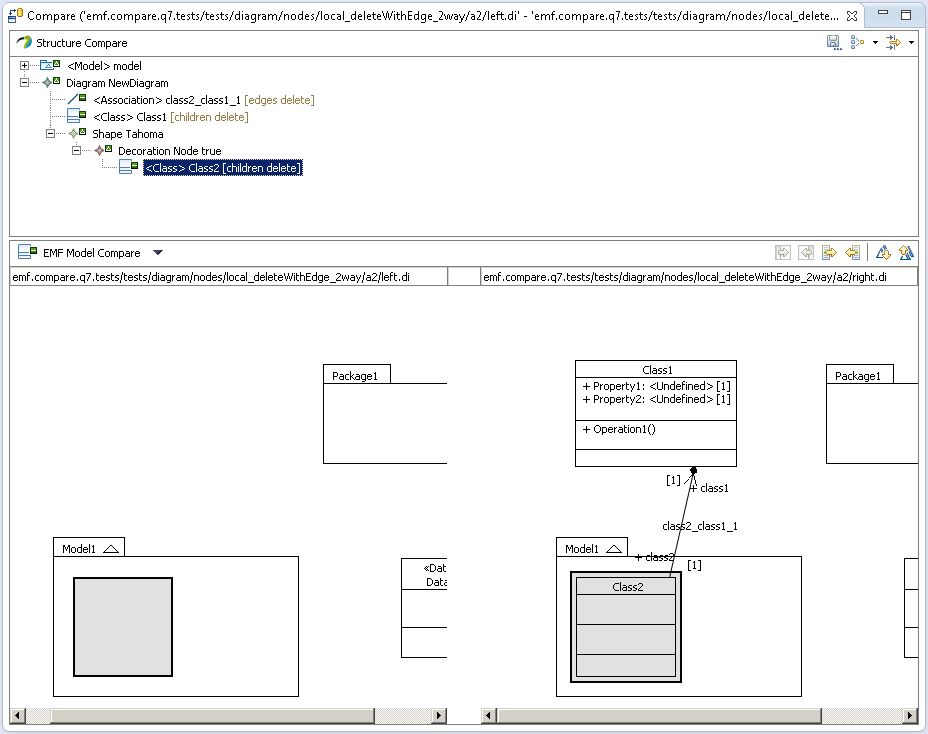 Compare ('emf.compare.q7.tests/tests/diagram/nodes/local_deleteWithEdge_2way/a2/left.di' - 'emf.compare.q7.tests/tests/diagram/nodes/local_delete...
Structure Compare
<Model> model
Diagram NewDiagram
<Association> class2_class1_1 [edges delete]
<Class> Class1 [children delete]
Shape Tahoma
Decoration Node true
<Class> Class2 [children delete]
EMF Model Compare
emf.compare.q7.tests/tests/diagram/nodes/local_deleteWithEdge_2way/a2/left.di
emf.compare.q7.tests/tests/diagram/nodes/local_deleteWithEdge_2way/a2/right.di
Package1
Model1
«Dat
Data
Class1
+ Property1: <Undefined> [1]
+ Property2: <Undefined> [1]
+ Operation1()
Package1
[1]
+ class1
class2_class1_1
+ class2
[1]
Model1
Class2